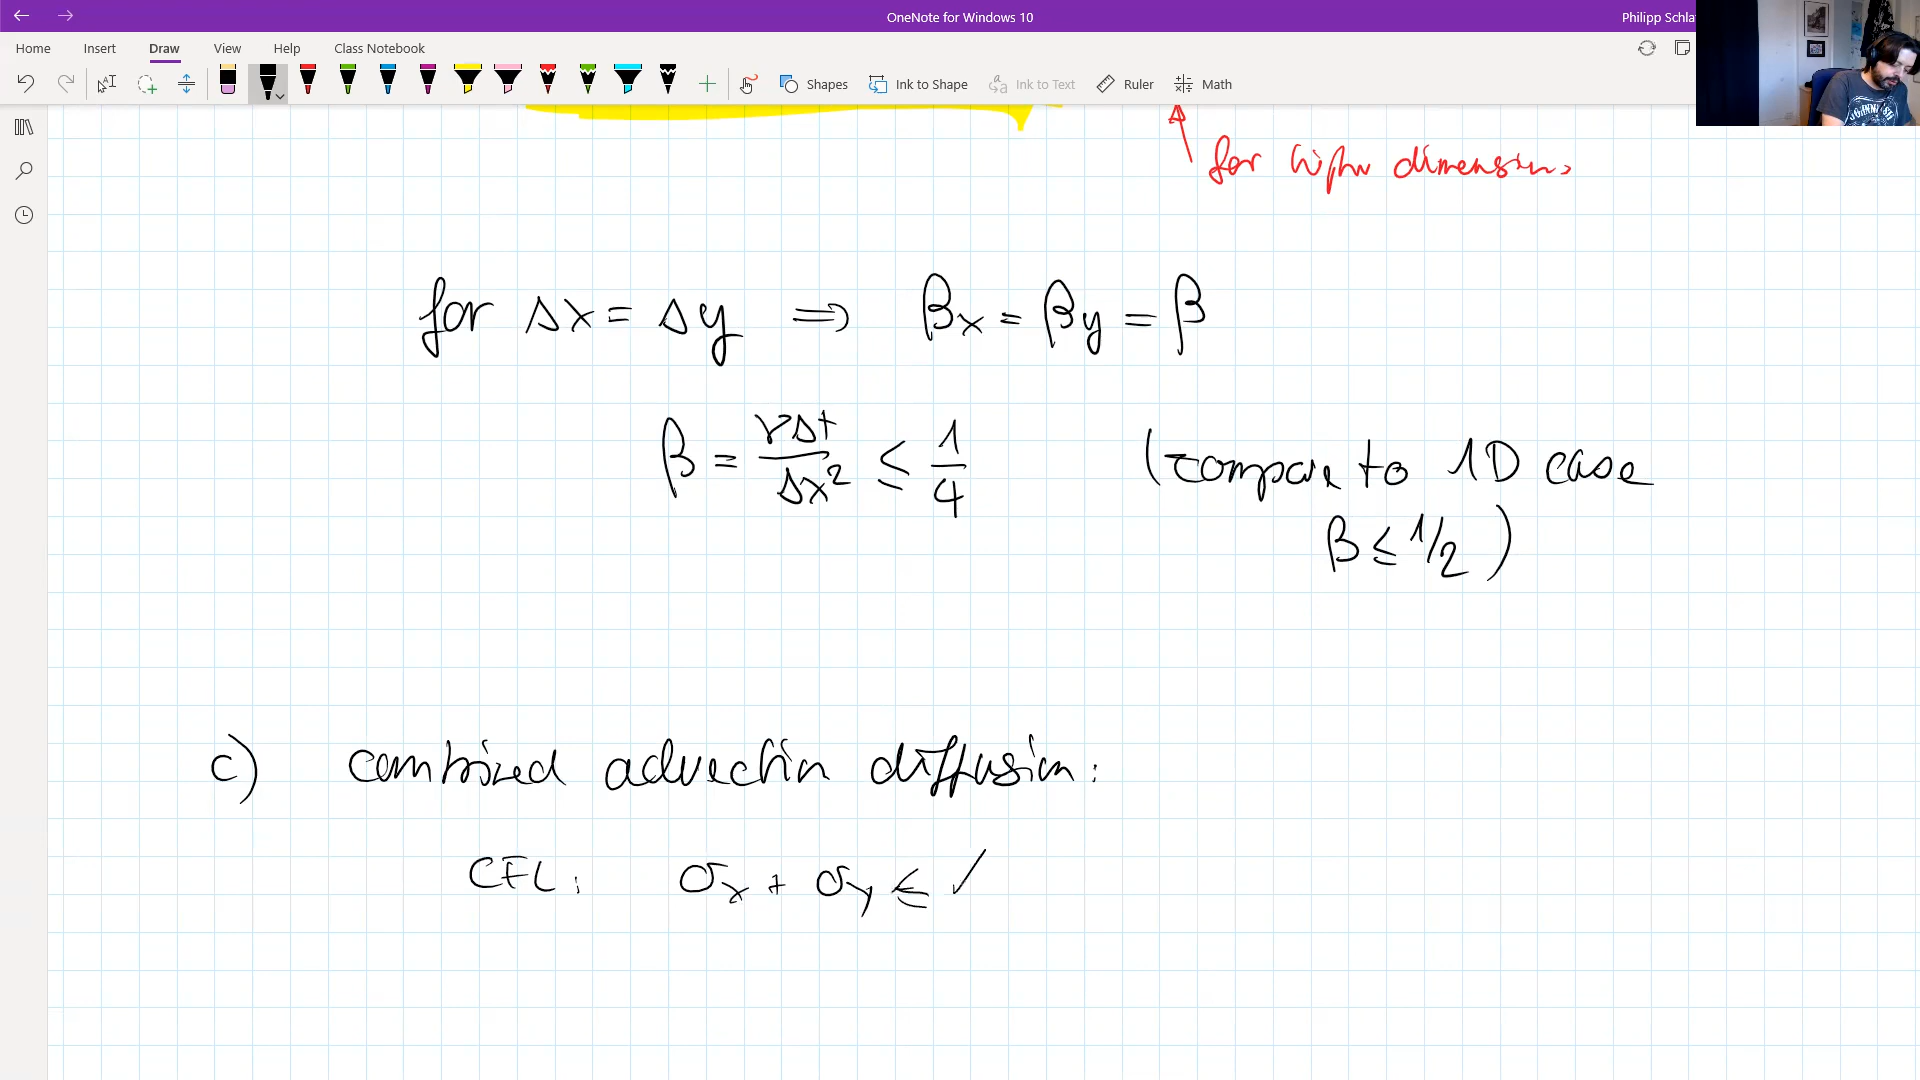 OneNote for Windows 10
Philipp Schla
Home Insert Draw View Help Class Notebook
Shapes Ink to Shape Ink to Text Ruler Math
for higher dimensions
for Δx = Δy ⇒ βx = βy = β
β = νΔt/Δx² ≤ 1/4 (compare to 1D case
β ≤ 1/2 )
c) combined advection diffusion:
CFL: σx + σy ≤ 1